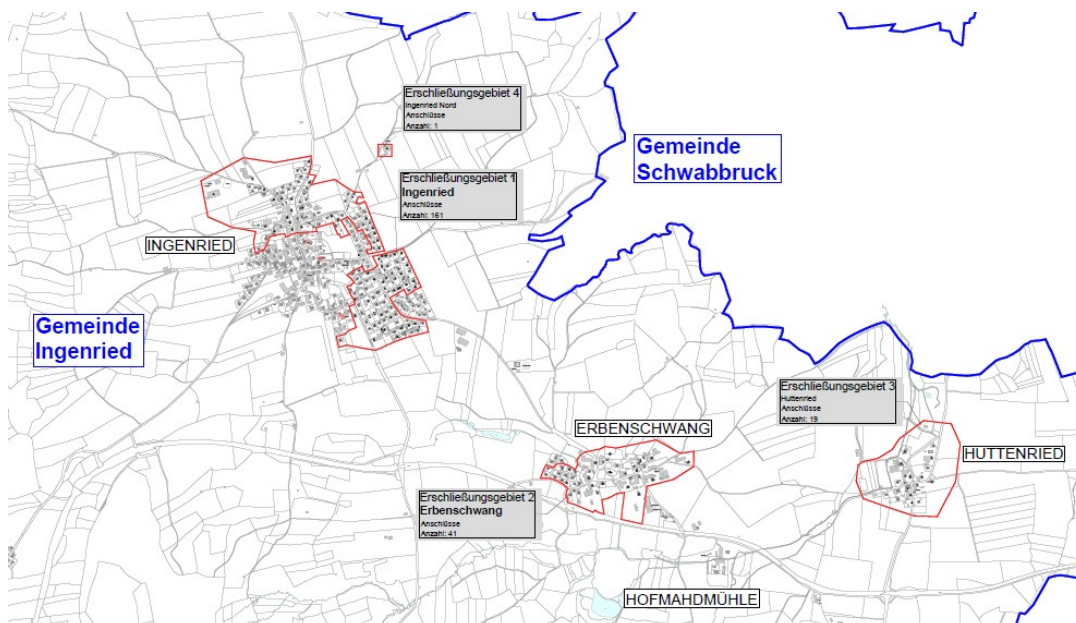 Erschließungsgebiet 4
Ingenried Nord
Anschlüsse
Anzahl: 1
Gemeinde
Schwabbruck
Erschließungsgebiet 1
Ingenried
Anschlüsse
Anzahl: 161
INGENRIED
Gemeinde
Ingenried
Erschließungsgebiet 3
Huttenried
Anschlüsse
Anzahl: 19
ERBENSCHWANG
HUTTENRIED
Erschließungsgebiet 2
Erbenschwang
Anschlüsse
Anzahl: 41
HOFMAHDMÜHLE